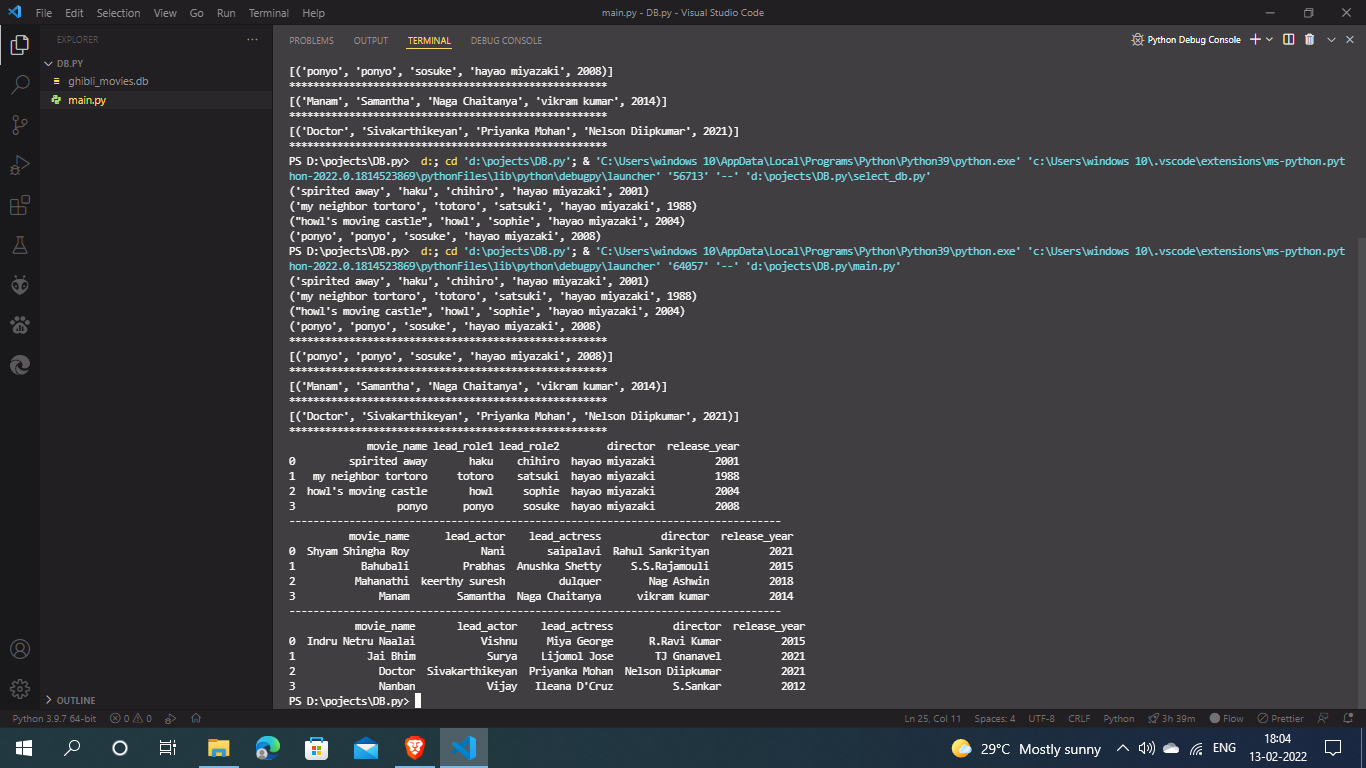 File Edit Selection View Go Run Terminal Help main.py - DB.py - Visual Studio Code
EXPLORER ...
PROBLEMS OUTPUT TERMINAL DEBUG CONSOLE Python Debug Console
DB.PY
ghibli_movies.db
main.py
[('ponyo', 'ponyo', 'sosuke', 'hayao miyazaki', 2008)]
*****************************************************
[('Manam', 'Samantha', 'Naga Chaitanya', 'vikram kumar', 2014)]
*****************************************************
[('Doctor', 'Sivakarthikeyan', 'Priyanka Mohan', 'Nelson Diipkumar', 2021)]
*****************************************************
PS D:\pojects\DB.py> d:; cd 'd:\pojects\DB.py'; & 'C:\Users\windows 10\AppData\Local\Programs\Python\Python39\python.exe' 'c:\Users\windows 10\.vscode\extensions\ms-python.pyt
hon-2022.0.1814523869\pythonFiles\lib\python\debugpy\launcher' '56713' '--' 'd:\pojects\DB.py\select_db.py'
('spirited away', 'haku', 'chihiro', 'hayao miyazaki', 2001)
('my neighbor tortoro', 'totoro', 'satsuki', 'hayao miyazaki', 1988)
("howl's moving castle", 'howl', 'sophie', 'hayao miyazaki', 2004)
('ponyo', 'ponyo', 'sosuke', 'hayao miyazaki', 2008)
PS D:\pojects\DB.py> d:; cd 'd:\pojects\DB.py'; & 'C:\Users\windows 10\AppData\Local\Programs\Python\Python39\python.exe' 'c:\Users\windows 10\.vscode\extensions\ms-python.pyt
hon-2022.0.1814523869\pythonFiles\lib\python\debugpy\launcher' '64057' '--' 'd:\pojects\DB.py\main.py'
('spirited away', 'haku', 'chihiro', 'hayao miyazaki', 2001)
('my neighbor tortoro', 'totoro', 'satsuki', 'hayao miyazaki', 1988)
("howl's moving castle", 'howl', 'sophie', 'hayao miyazaki', 2004)
('ponyo', 'ponyo', 'sosuke', 'hayao miyazaki', 2008)
*****************************************************
[('ponyo', 'ponyo', 'sosuke', 'hayao miyazaki', 2008)]
*****************************************************
[('Manam', 'Samantha', 'Naga Chaitanya', 'vikram kumar', 2014)]
*****************************************************
[('Doctor', 'Sivakarthikeyan', 'Priyanka Mohan', 'Nelson Diipkumar', 2021)]
*****************************************************
movie_name lead_role1 lead_role2 director release_year
0 spirited away haku chihiro hayao miyazaki 2001
1 my neighbor tortoro totoro satsuki hayao miyazaki 1988
2 howl's moving castle howl sophie hayao miyazaki 2004
3 ponyo ponyo sosuke hayao miyazaki 2008
----------------------------------------------------------------------------------
movie_name lead_actor lead_actress director release_year
0 Shyam Shingha Roy Nani saipalavi Rahul Sankrityan 2021
1 Bahubali Prabhas Anushka Shetty S.S.Rajamouli 2015
2 Mahanathi keerthy suresh dulquer Nag Ashwin 2018
3 Manam Samantha Naga Chaitanya vikram kumar 2014
----------------------------------------------------------------------------------
movie_name lead_actor lead_actress director release_year
0 Indru Netru Naalai Vishnu Miya George R.Ravi Kumar 2015
1 Jai Bhim Surya Lijomol Jose TJ Gnanavel 2021
2 Doctor Sivakarthikeyan Priyanka Mohan Nelson Diipkumar 2021
3 Nanban Vijay Ileana D'Cruz S.Sankar 2012
PS D:\pojects\DB.py>
OUTLINE
Python 3.9.7 64-bit 0 0 Ln 25, Col 11 Spaces: 4 UTF-8 CRLF Python 3h 39m Flow Prettier
29°C Mostly sunny ENG 18:04
13-02-2022